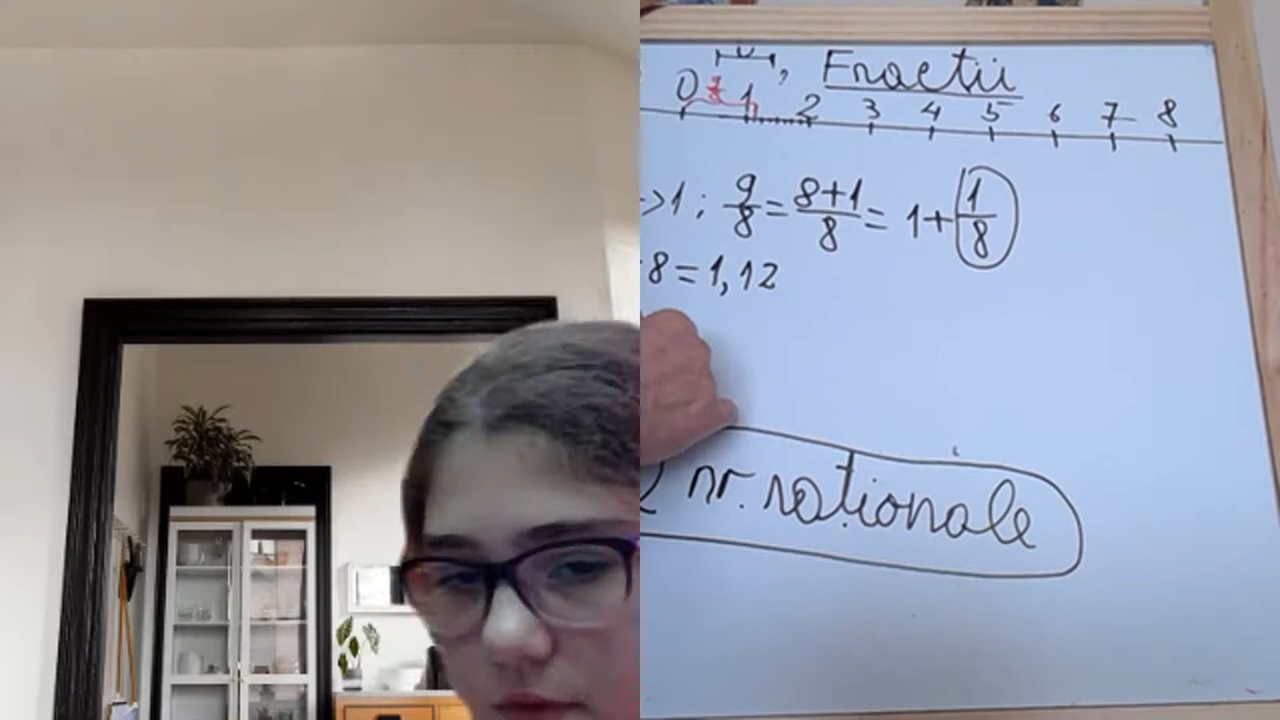 Fractii
0 1 2 3 4 5 6 7 8
>1 ; 9/8 = 8+1/8 = 1+ 1/8
:8 = 1,12
nr. raționale